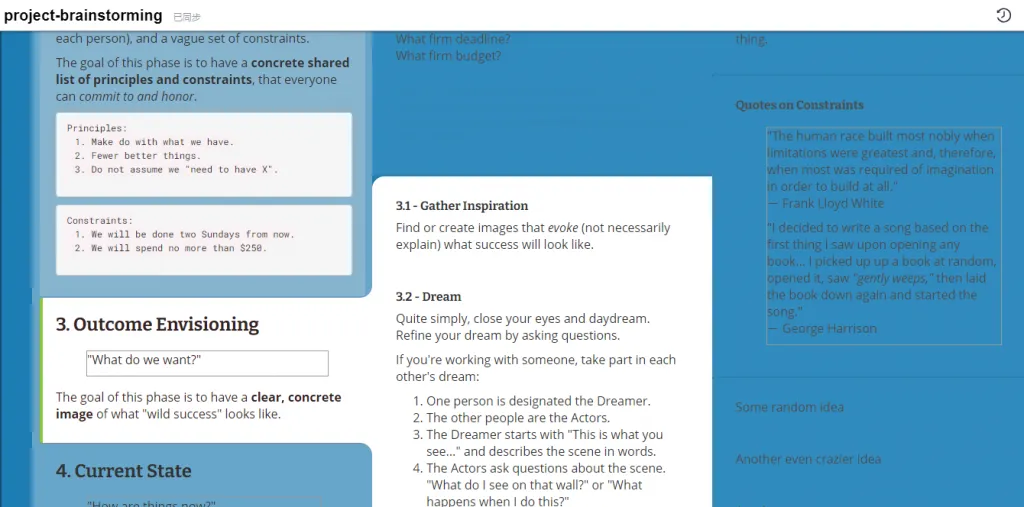 project-brainstorming 已同步
each person), and a vague set of constraints.
The goal of this phase is to have a concrete shared
list of principles and constraints, that everyone
can commit to and honor.
Principles:
1. Make do with what we have.
2. Fewer better things.
3. Do not assume we "need to have X".
Constraints:
1. We will be done two Sundays from now.
2. We will spend no more than $250.
3. Outcome Envisioning
"What do we want?"
The goal of this phase is to have a clear, concrete
image of what "wild success" looks like.
4. Current State
"How are things now?"
What firm deadline?
What firm budget?
3.1 - Gather Inspiration
Find or create images that evoke (not necessarily
explain) what success will look like.
3.2 - Dream
Quite simply, close your eyes and daydream.
Refine your dream by asking questions.
If you're working with someone, take part in each
other's dream:
1. One person is designated the Dreamer.
2. The other people are the Actors.
3. The Dreamer starts with "This is what you
see..." and describes the scene in words.
4. The Actors ask questions about the scene.
"What do I see on that wall?" or "What
happens when I do this?"
thing.
Quotes on Constraints
"The human race built most nobly when
limitations were greatest and, therefore,
when most was required of imagination
in order to build at all."
— Frank Lloyd White
"I decided to write a song based on the
first thing I saw upon opening any
book... I picked up up a book at random,
opened it, saw "gently weeps," then laid
the book down again and started the
song."
— George Harrison
Some random idea
Another even crazier idea